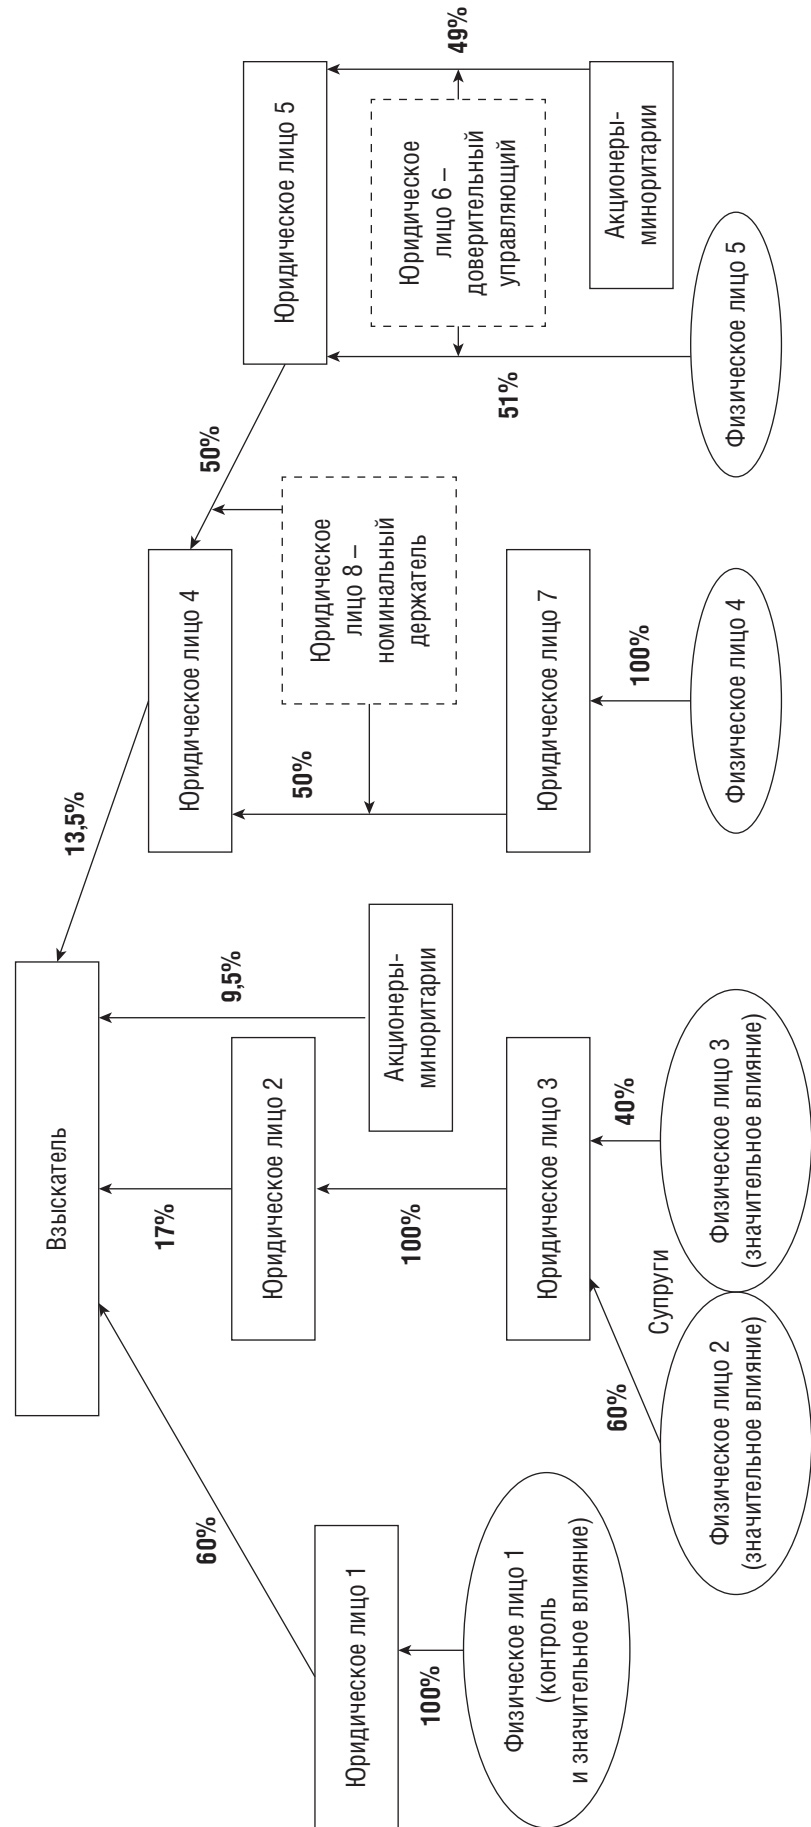 Взыскатель
60%
17%
9,5%
13,5%
Юридическое лицо 1
100%
Физическое лицо 1
(контроль
и значительное влияние)
Юридическое лицо 2
100%
Юридическое лицо 3
60%
40%
Супруги
Физическое лицо 2
(значительное влияние)
Физическое лицо 3
(значительное влияние)
Акционеры-
миноритарии
Юридическое лицо 4
50%
50%
Юридическое
лицо 8 –
номинальный
держатель
Юридическое лицо 7
100%
Физическое лицо 4
Юридическое лицо 5
51%
49%
Юридическое
лицо 6 –
доверительный
управляющий
Акционеры-
миноритарии
Физическое лицо 5